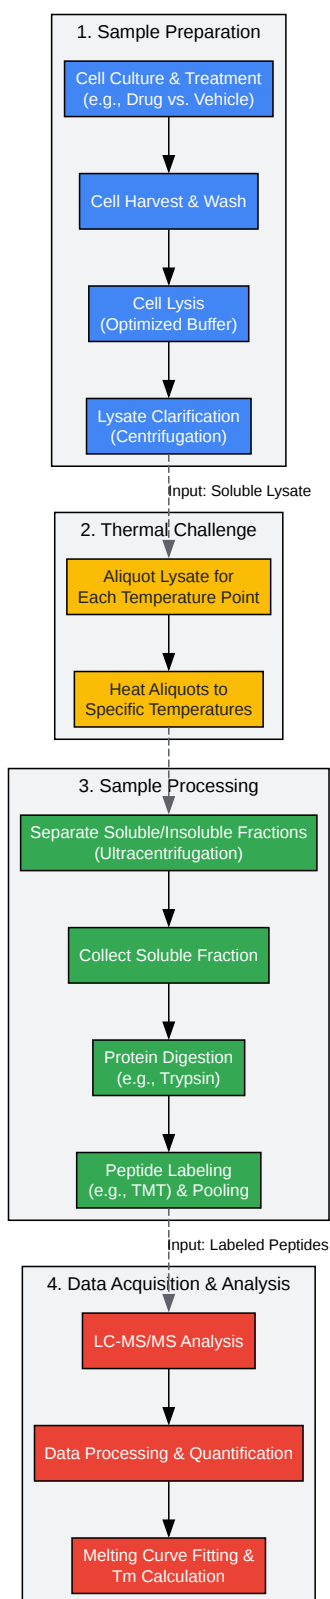 1. Sample Preparation
Cell Culture & Treatment
(e.g., Drug vs. Vehicle)
Cell Harvest & Wash
Cell Lysis
(Optimized Buffer)
Lysate Clarification
(Centrifugation)
Input: Soluble Lysate
2. Thermal Challenge
Aliquot Lysate for
Each Temperature Point
Heat Aliquots to
Specific Temperatures
3. Sample Processing
Separate Soluble/Insoluble Fractions
(Ultracentrifugation)
Collect Soluble Fraction
Protein Digestion
(e.g., Trypsin)
Peptide Labeling
(e.g., TMT) & Pooling
Input: Labeled Peptides
4. Data Acquisition & Analysis
LC-MS/MS Analysis
Data Processing & Quantification
Melting Curve Fitting &
Tm Calculation